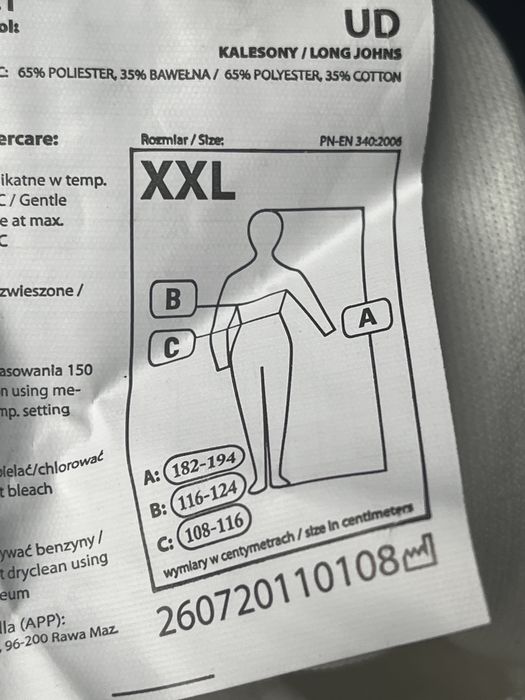 UD
KALESONY / LONG JOHNS
65% POLIESTER, 35% BAWEŁNA / 65% POLYESTER, 35% COTTON
Rozmiar / Size:
PN-EN 340:2006
XXL
B
C
A
A: 182-194
B: 116-124
C: 108-116
wymiary w centymetrach / size in centimeters
260720110108
ercare:
ikatne w temp.
C / Gentle
e at max.
C
zwieszone /
asowania 150
n using me-
mp. setting
lelać/chlorować
t bleach
ywać benzyny /
t dryclean using
eum
lla (APP):
, 96-200 Rawa Maz.